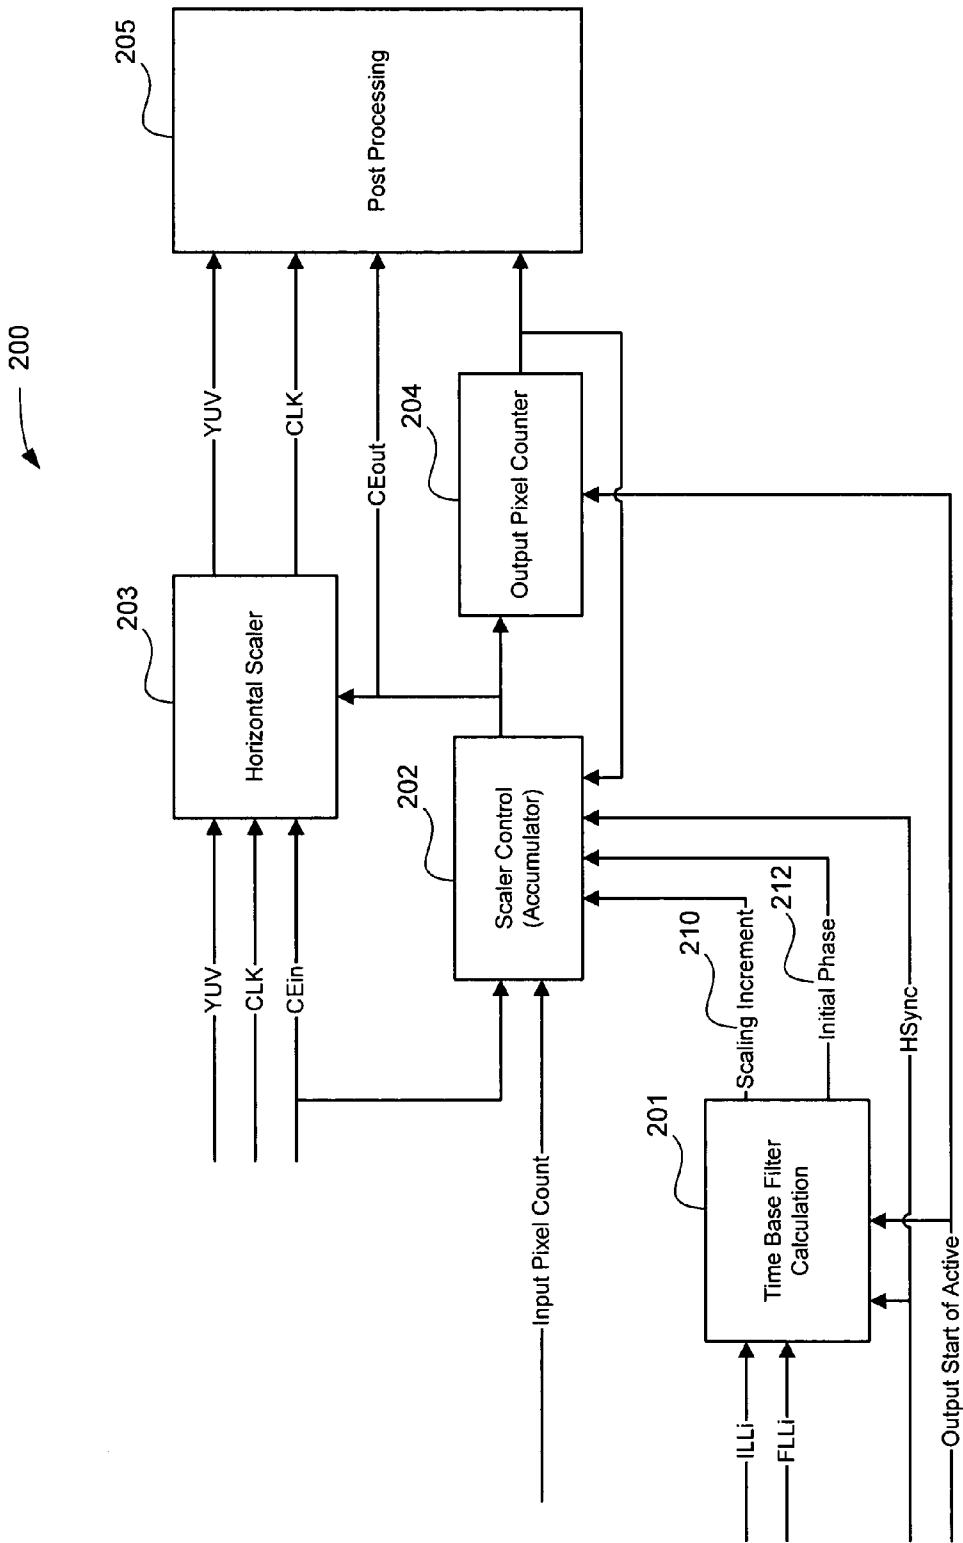 200
YUV
CLK
CEin
203
Horizontal Scaler
YUV
CLK
205
Post Processing
CEout
Input Pixel Count
202
Scaler Control
(Accumulator)
204
Output Pixel Counter
ILLi
FLLi
201
Time Base Filter
Calculation
210
Scaling Increment
212
Initial Phase
HSync
Output Start of Active